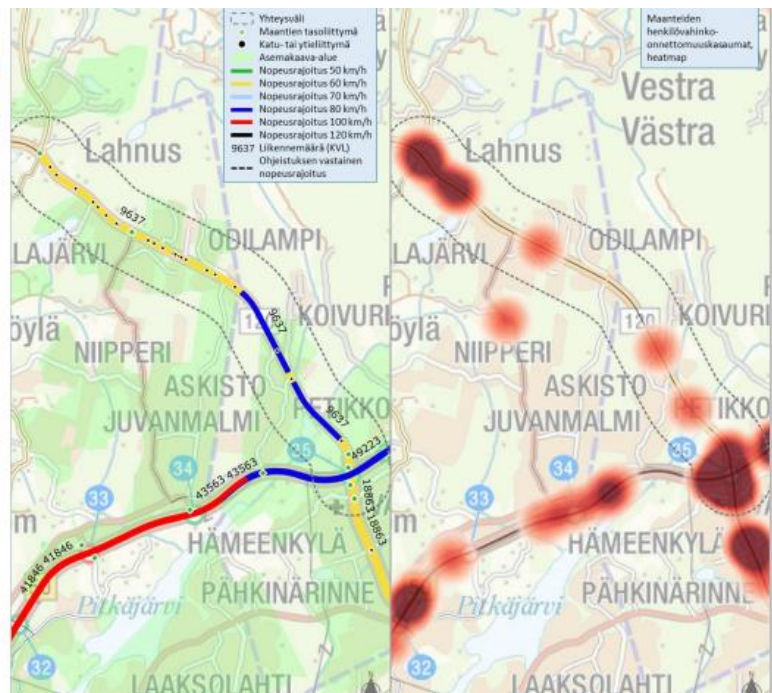 Yhteysväli
Maantien tasoliittymä
Katu- tai ytieliittymä
Asemakaava-alue
Nopeusrajoitus 50 km/h
Nopeusrajoitus 60 km/h
Nopeusrajoitus 70 km/h
Nopeusrajoitus 80 km/h
Nopeusrajoitus 100 km/h
Nopeusrajoitus 120 km/h
9637 Liikennemäärä (KVL)
Ohjeistuksen vastainen
nopeusrajoitus
Lahnus
9637
ODILAMPI
LAJÄRVI
9637
KOIVURI
öylä
NIIPPERI
ASKISTO
JUVANMALMI
PETIKKO
9637
35
49223
34
43563 43563
33
18863
18863
m
41846 41846
HÄMEENKYLÄ
Pitkäjärvi
PÄHKINÄRINNE
32
LAAKSOLAHTI
Maanteiden
henkilövahinko-
onnettomuuskasaumat,
heatmap
Vestra
Västra
Lahnus
ODILAMPI
LAJÄRVI
120
KOIVURI
öylä
NIIPPERI
ASKISTO
JUVANMALMI
PETIKKO
35
34
33
m
HÄMEENKYLÄ
Pitkäjärvi
PÄHKINÄRINNE
32
LAAKSOLAHTI